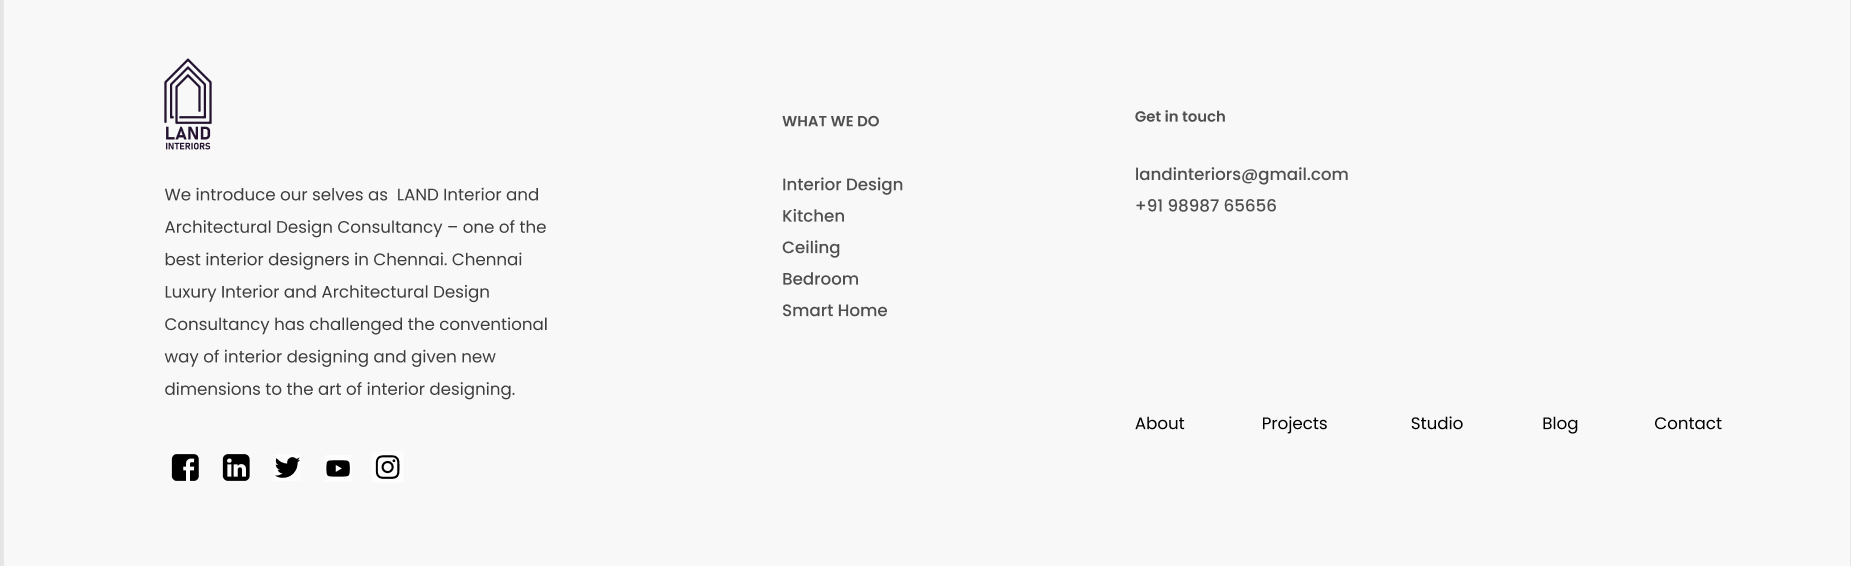 LAND
INTERIORS
We introduce our selves as  LAND Interior and
Architectural Design Consultancy – one of the
best interior designers in Chennai. Chennai
Luxury Interior and Architectural Design
Consultancy has challenged the conventional
way of interior designing and given new
dimensions to the art of interior designing.
WHAT WE DO
Interior Design
Kitchen
Ceiling
Bedroom
Smart Home
Get in touch
landinteriors@gmail.com
+91 98987 65656
About Projects Studio Blog Contact